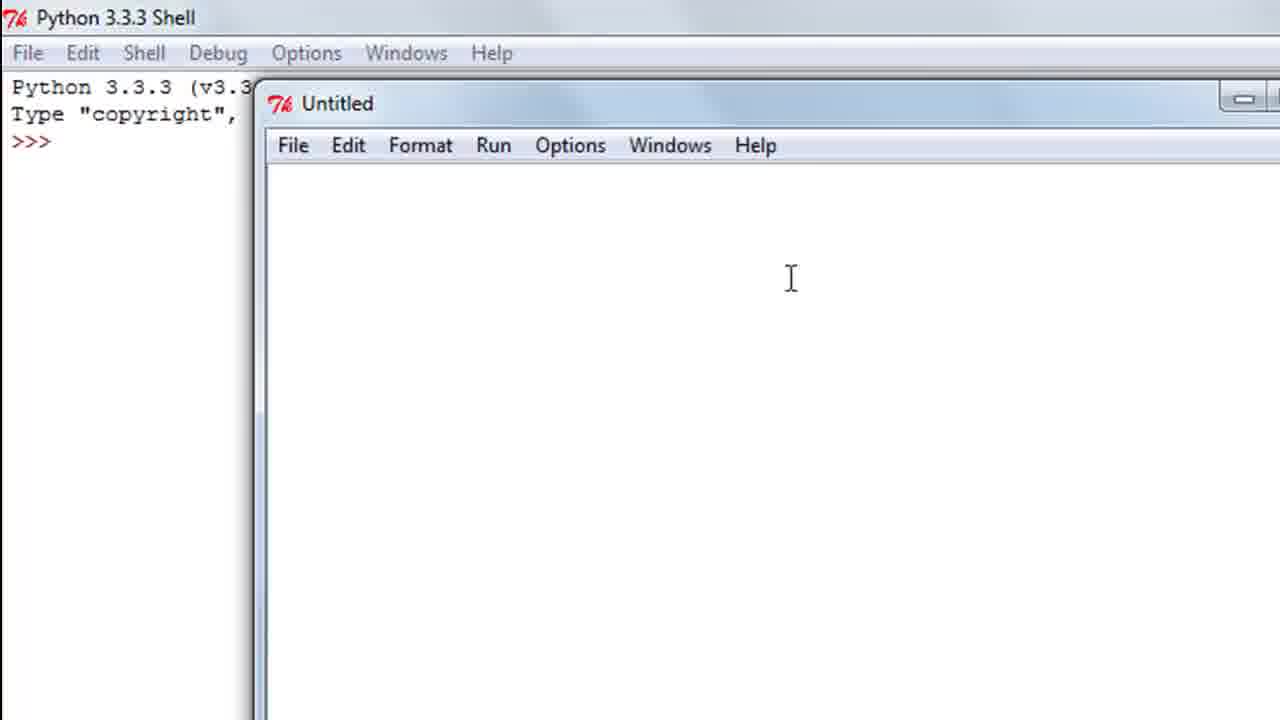 Python 3.3.3 Shell
File Edit Shell Debug Options Windows Help
Python 3.3.3 (v3.3
Type "copyright",
>>>
Untitled
File Edit Format Run Options Windows Help